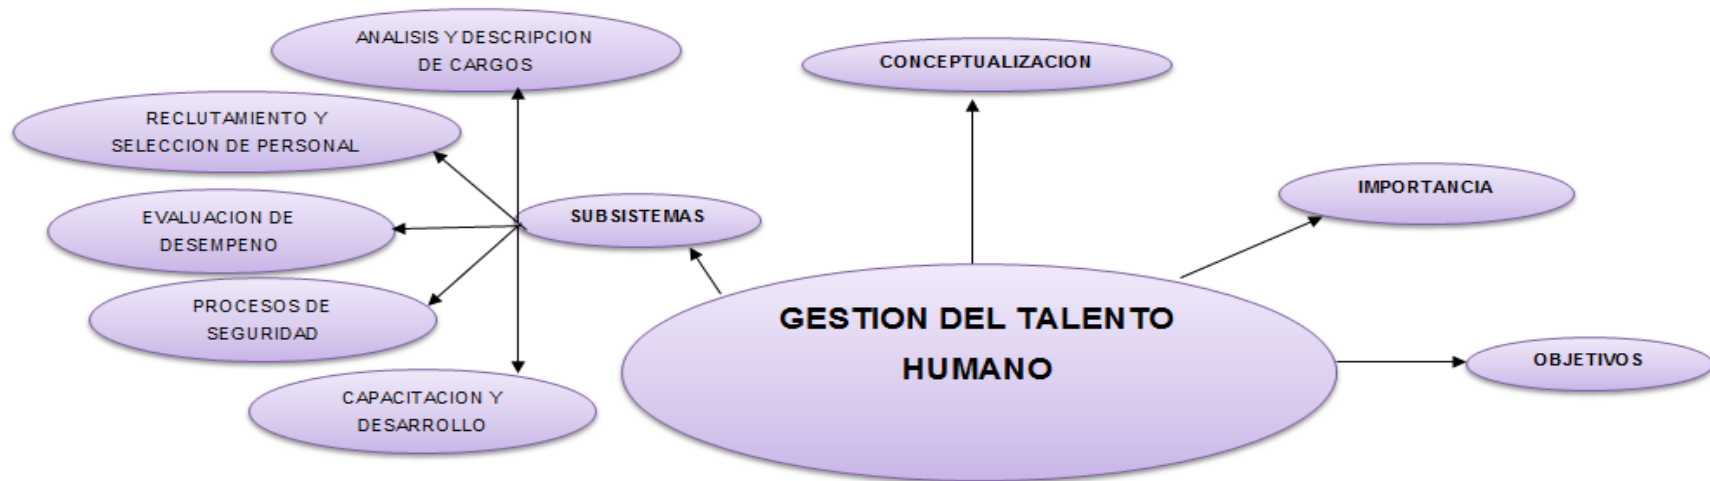 ANALISIS Y DESCRIPCION
DE CARGOS
CONCEPTUALIZACION
RECLUTAMIENTO Y
SELECCION DE PERSONAL
IMPORTANCIA
SUBSISTEMAS
EVALUACION DE
DESEMPENO
PROCESOS DE
SEGURIDAD
GESTION DEL TALENTO
HUMANO
OBJETIVOS
CAPACITACION Y
DESARROLLO